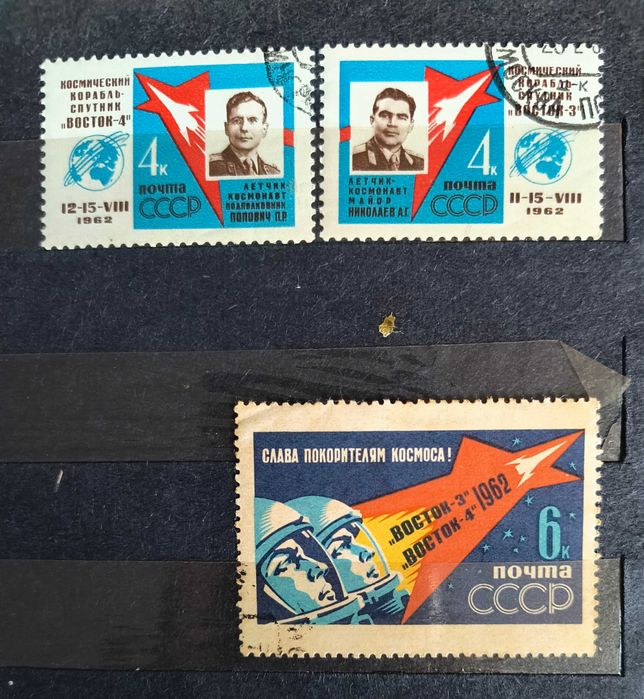 КОСМИЧЕСКИЙ
КОРАБЛЬ-
СПУТНИК
„ВОСТОК-4"
4к
почта
СССР
12-15-VIII
1962
ЛЕТЧИК-
КОСМОНАВТ
ПОДПОЛКОВНИК
ПОПОВИЧ П.Р.
КОСМИЧЕСКИЙ
КОРАБЛЬ-
СПУТНИК
„ВОСТОК-3"
4к
почта
СССР
11-15-VIII
1962
ЛЕТЧИК-
КОСМОНАВТ
МАЙОР
НИКОЛАЕВ А.Г.
СЛАВА ПОКОРИТЕЛЯМ КОСМОСА!
„ВОСТОК-3"
„ВОСТОК-4" 1962
6к
почта
СССР